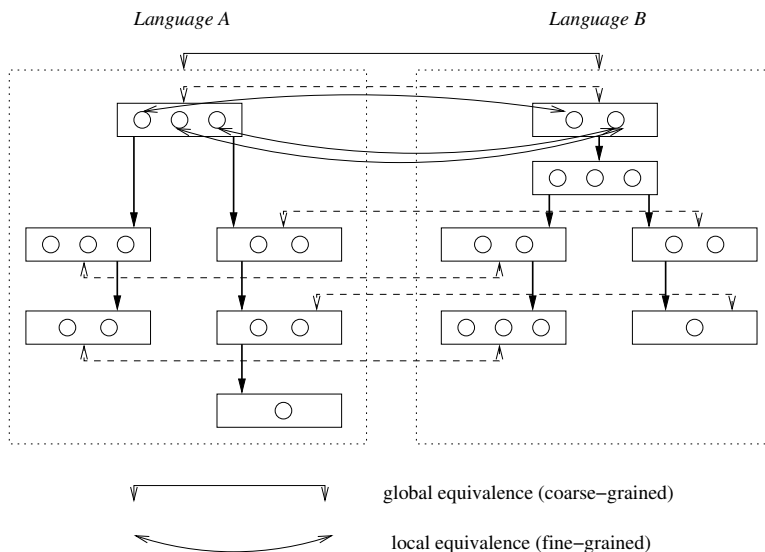 Language A
Language B
global equivalence (coarse−grained)
local equivalence (fine−grained)